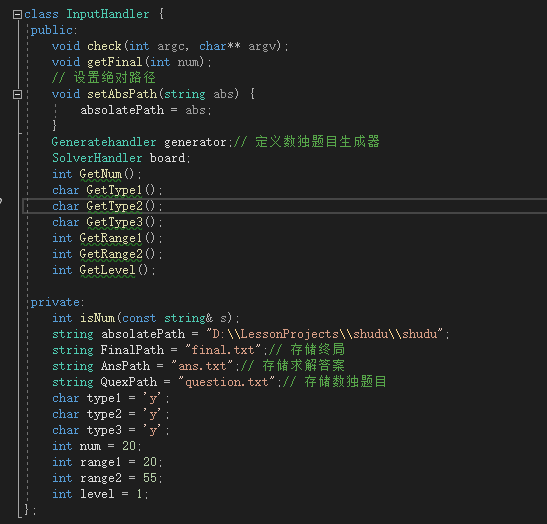 class InputHandler {
public:
void check(int argc, char** argv);
void getFinal(int num);
// 设置绝对路径
void setAbsPath(string abs) {
absolatePath = abs;
}
Generatehandler generator;// 定义数独题目生成器
SolverHandler board;
int GetNum();
char GetType1();
char GetType2();
char GetType3();
int GetRange1();
int GetRange2();
int GetLevel();
private:
int isNum(const string& s);
string absolatePath = "D:\\LessonProjects\\shudu\\shudu";
string FinalPath = "final.txt";// 存储终局
string AnsPath = "ans.txt";// 存储求解答案
string QuexPath = "question.txt";// 存储数独题目
char type1 = 'y';
char type2 = 'y';
char type3 = 'y';
int num = 20;
int range1 = 20;
int range2 = 55;
int level = 1;
};